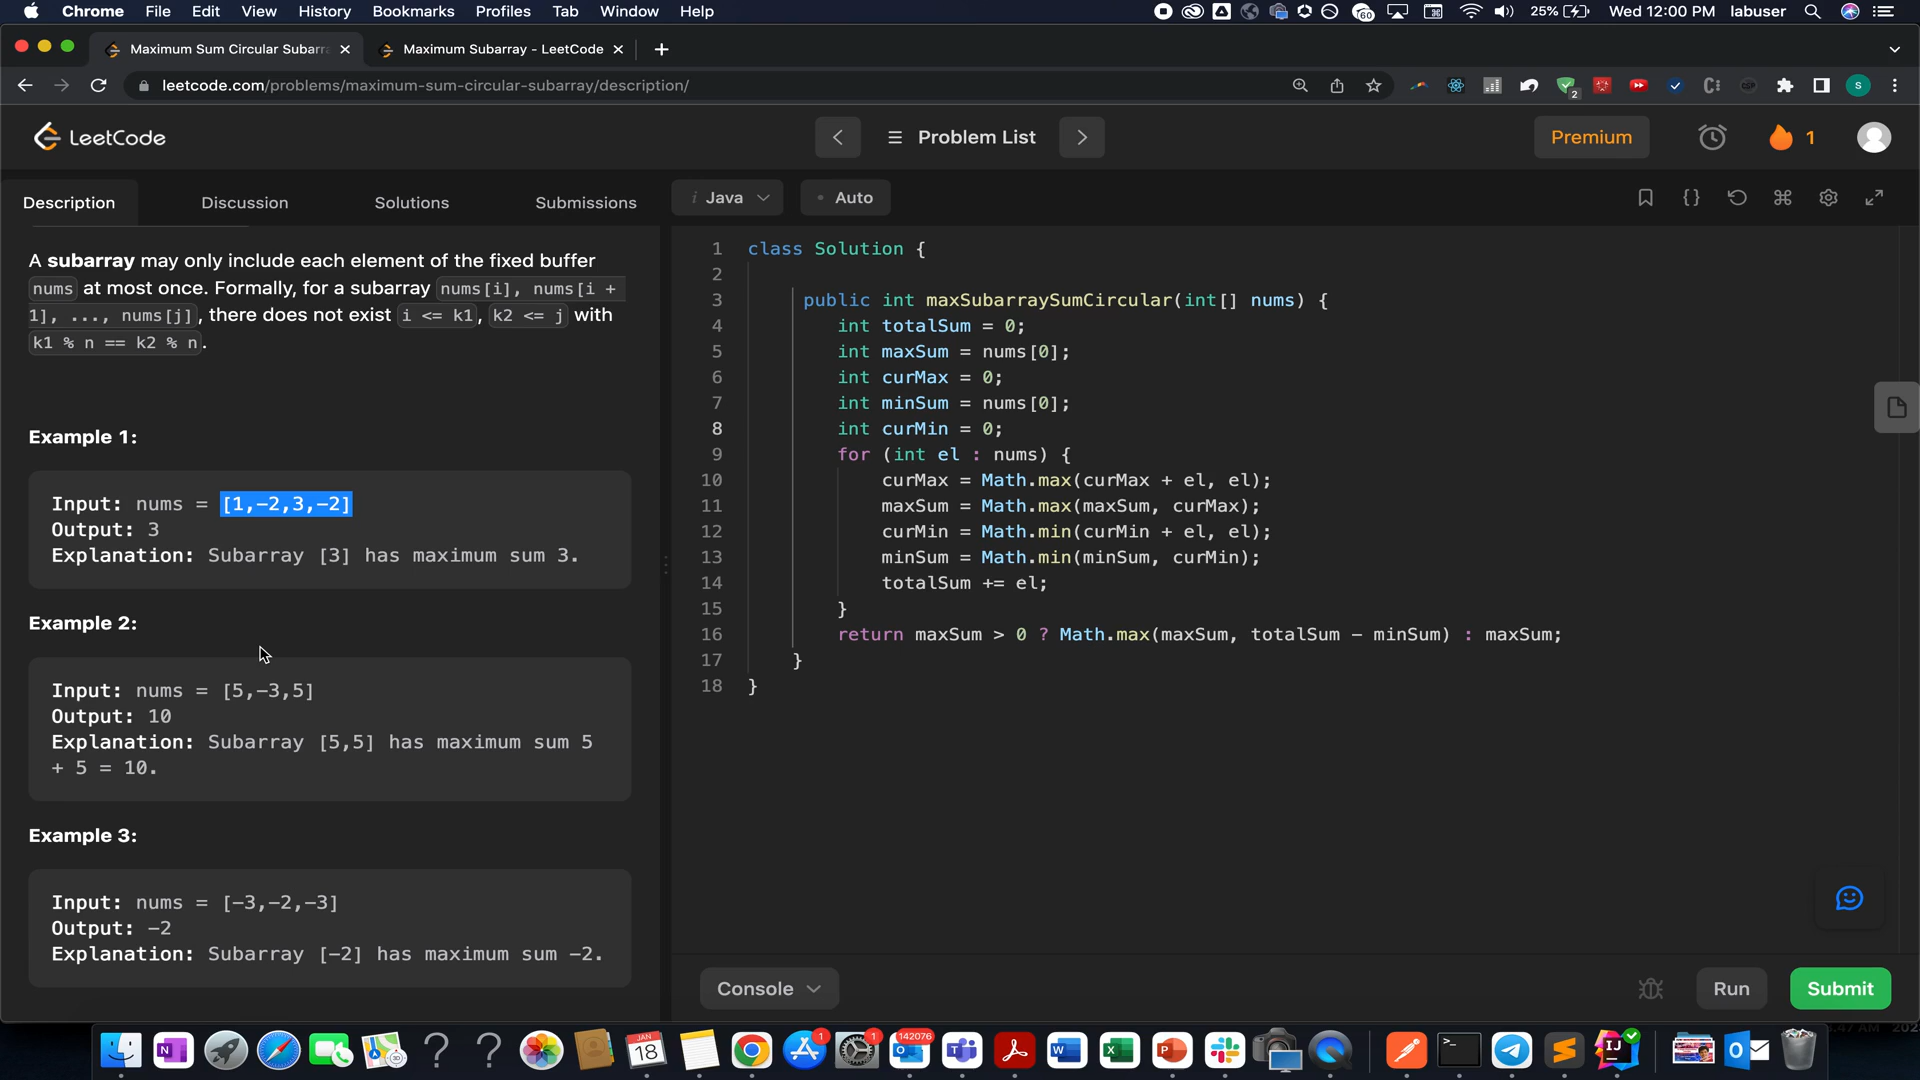 Chrome File Edit View History Bookmarks Profiles Tab Window Help 60 25% Wed 12:00 PM labuser
Maximum Sum Circular Subarr
Maximum Subarray - LeetCode
leetcode.com/problems/maximum-sum-circular-subarray/description/
2
S
LeetCode
Problem List
Premium
1
Description Discussion Solutions Submissions
i Java
• Auto
A subarray may only include each element of the fixed buffer
nums at most once. Formally, for a subarray nums[i], nums[i +
1], ..., nums[j], there does not exist i <= k1, k2 <= j with
k1 % n == k2 % n.
Example 1:
Input: nums = [1,-2,3,-2]
Output: 3
Explanation: Subarray [3] has maximum sum 3.
Example 2:
Input: nums = [5,-3,5]
Output: 10
Explanation: Subarray [5,5] has maximum sum 5
+ 5 = 10.
Example 3:
Input: nums = [-3,-2,-3]
Output: -2
Explanation: Subarray [-2] has maximum sum -2.
1 class Solution {
2
3 public int maxSubarraySumCircular(int[] nums) {
4 int totalSum = 0;
5 int maxSum = nums[0];
6 int curMax = 0;
7 int minSum = nums[0];
8 int curMin = 0;
9 for (int el : nums) {
10 curMax = Math.max(curMax + el, el);
11 maxSum = Math.max(maxSum, curMax);
12 curMin = Math.min(curMin + el, el);
13 minSum = Math.min(minSum, curMin);
14 totalSum += el;
15 }
16 return maxSum > 0 ? Math.max(maxSum, totalSum - minSum) : maxSum;
17 }
18 }
Console
Run
Submit
JAN
18
1
1
142076